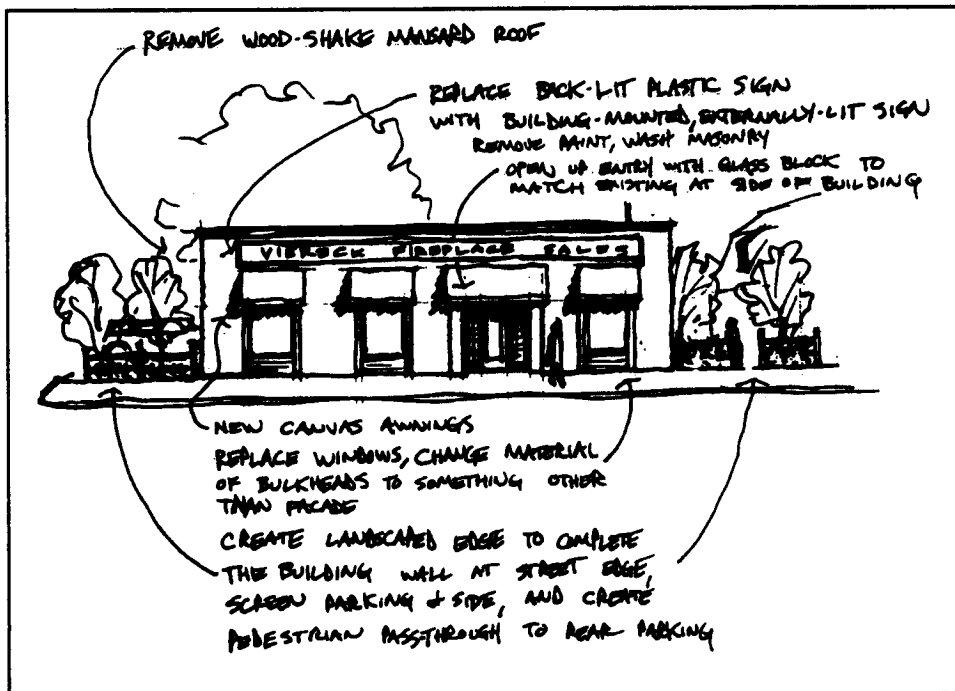 REMOVE WOOD-SHAKE MANSARD ROOF
REPLACE BACK-LIT PLASTIC SIGN
WITH BUILDING-MOUNTED, EXTERNALLY-LIT SIGN
REMOVE PAINT, WASH MASONRY
OPEN UP ENTRY WITH GLASS BLOCK TO
MATCH EXISTING AT SIDE OF BUILDING
VIERECK FIREPLACE SALES
NEW CANVAS AWNINGS
REPLACE WINDOWS, CHANGE MATERIAL
OF BULKHEADS TO SOMETHING OTHER
THAN FACADE
CREATE LANDSCAPED EDGE TO COMPLETE
THE BUILDING WALL AT STREET EDGE,
SCREEN PARKING & SIDE, AND CREATE
PEDESTRIAN PASS-THROUGH TO REAR PARKING